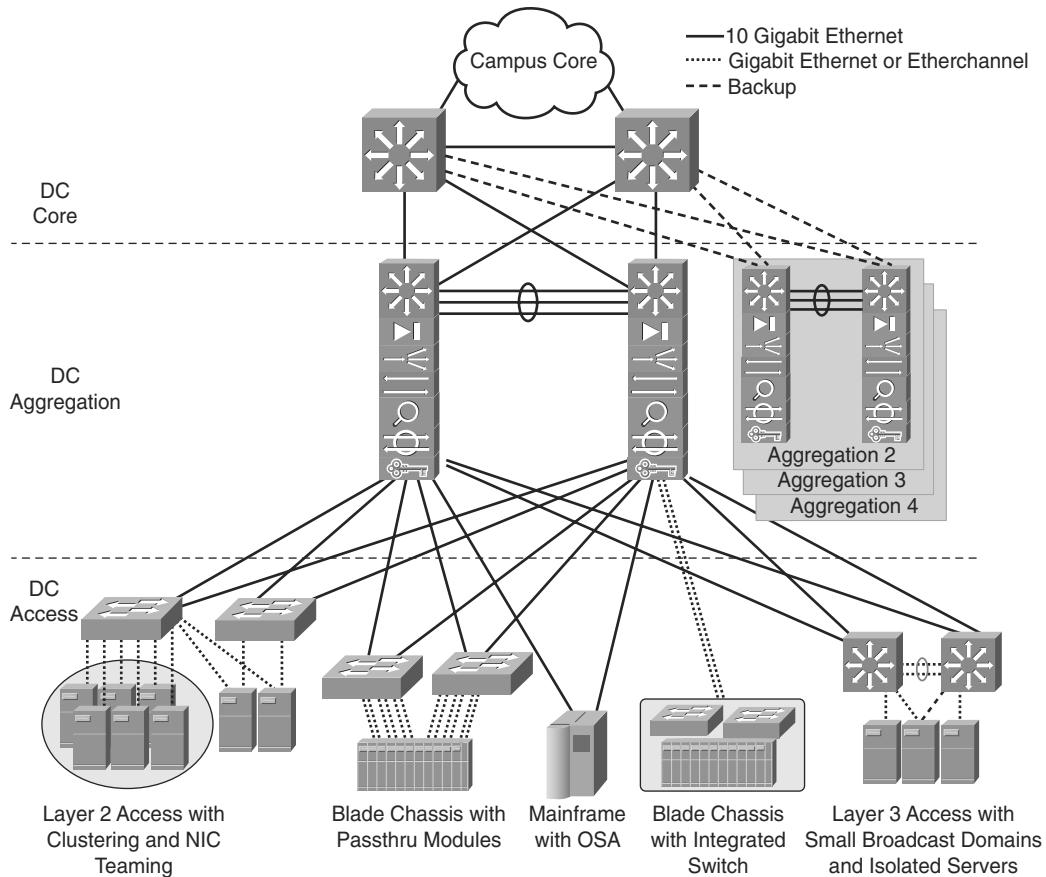 Campus Core
10 Gigabit Ethernet
Gigabit Ethernet or Etherchannel
Backup
DC
Core
DC
Aggregation
Aggregation 2
Aggregation 3
Aggregation 4
DC
Access
Layer 2 Access with
Clustering and NIC
Teaming
Blade Chassis with
Passthru Modules
Mainframe
with OSA
Blade Chassis
with Integrated
Switch
Layer 3 Access with
Small Broadcast Domains
and Isolated Servers